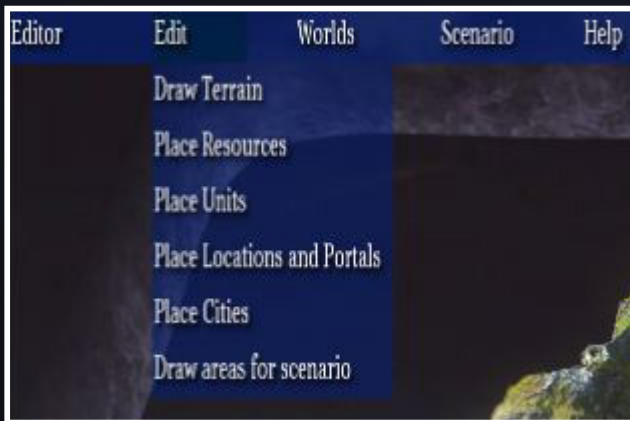 Editor Edit Worlds Scenario Help
Draw Terrain
Place Resources
Place Units
Place Locations and Portals
Place Cities
Draw areas for scenario